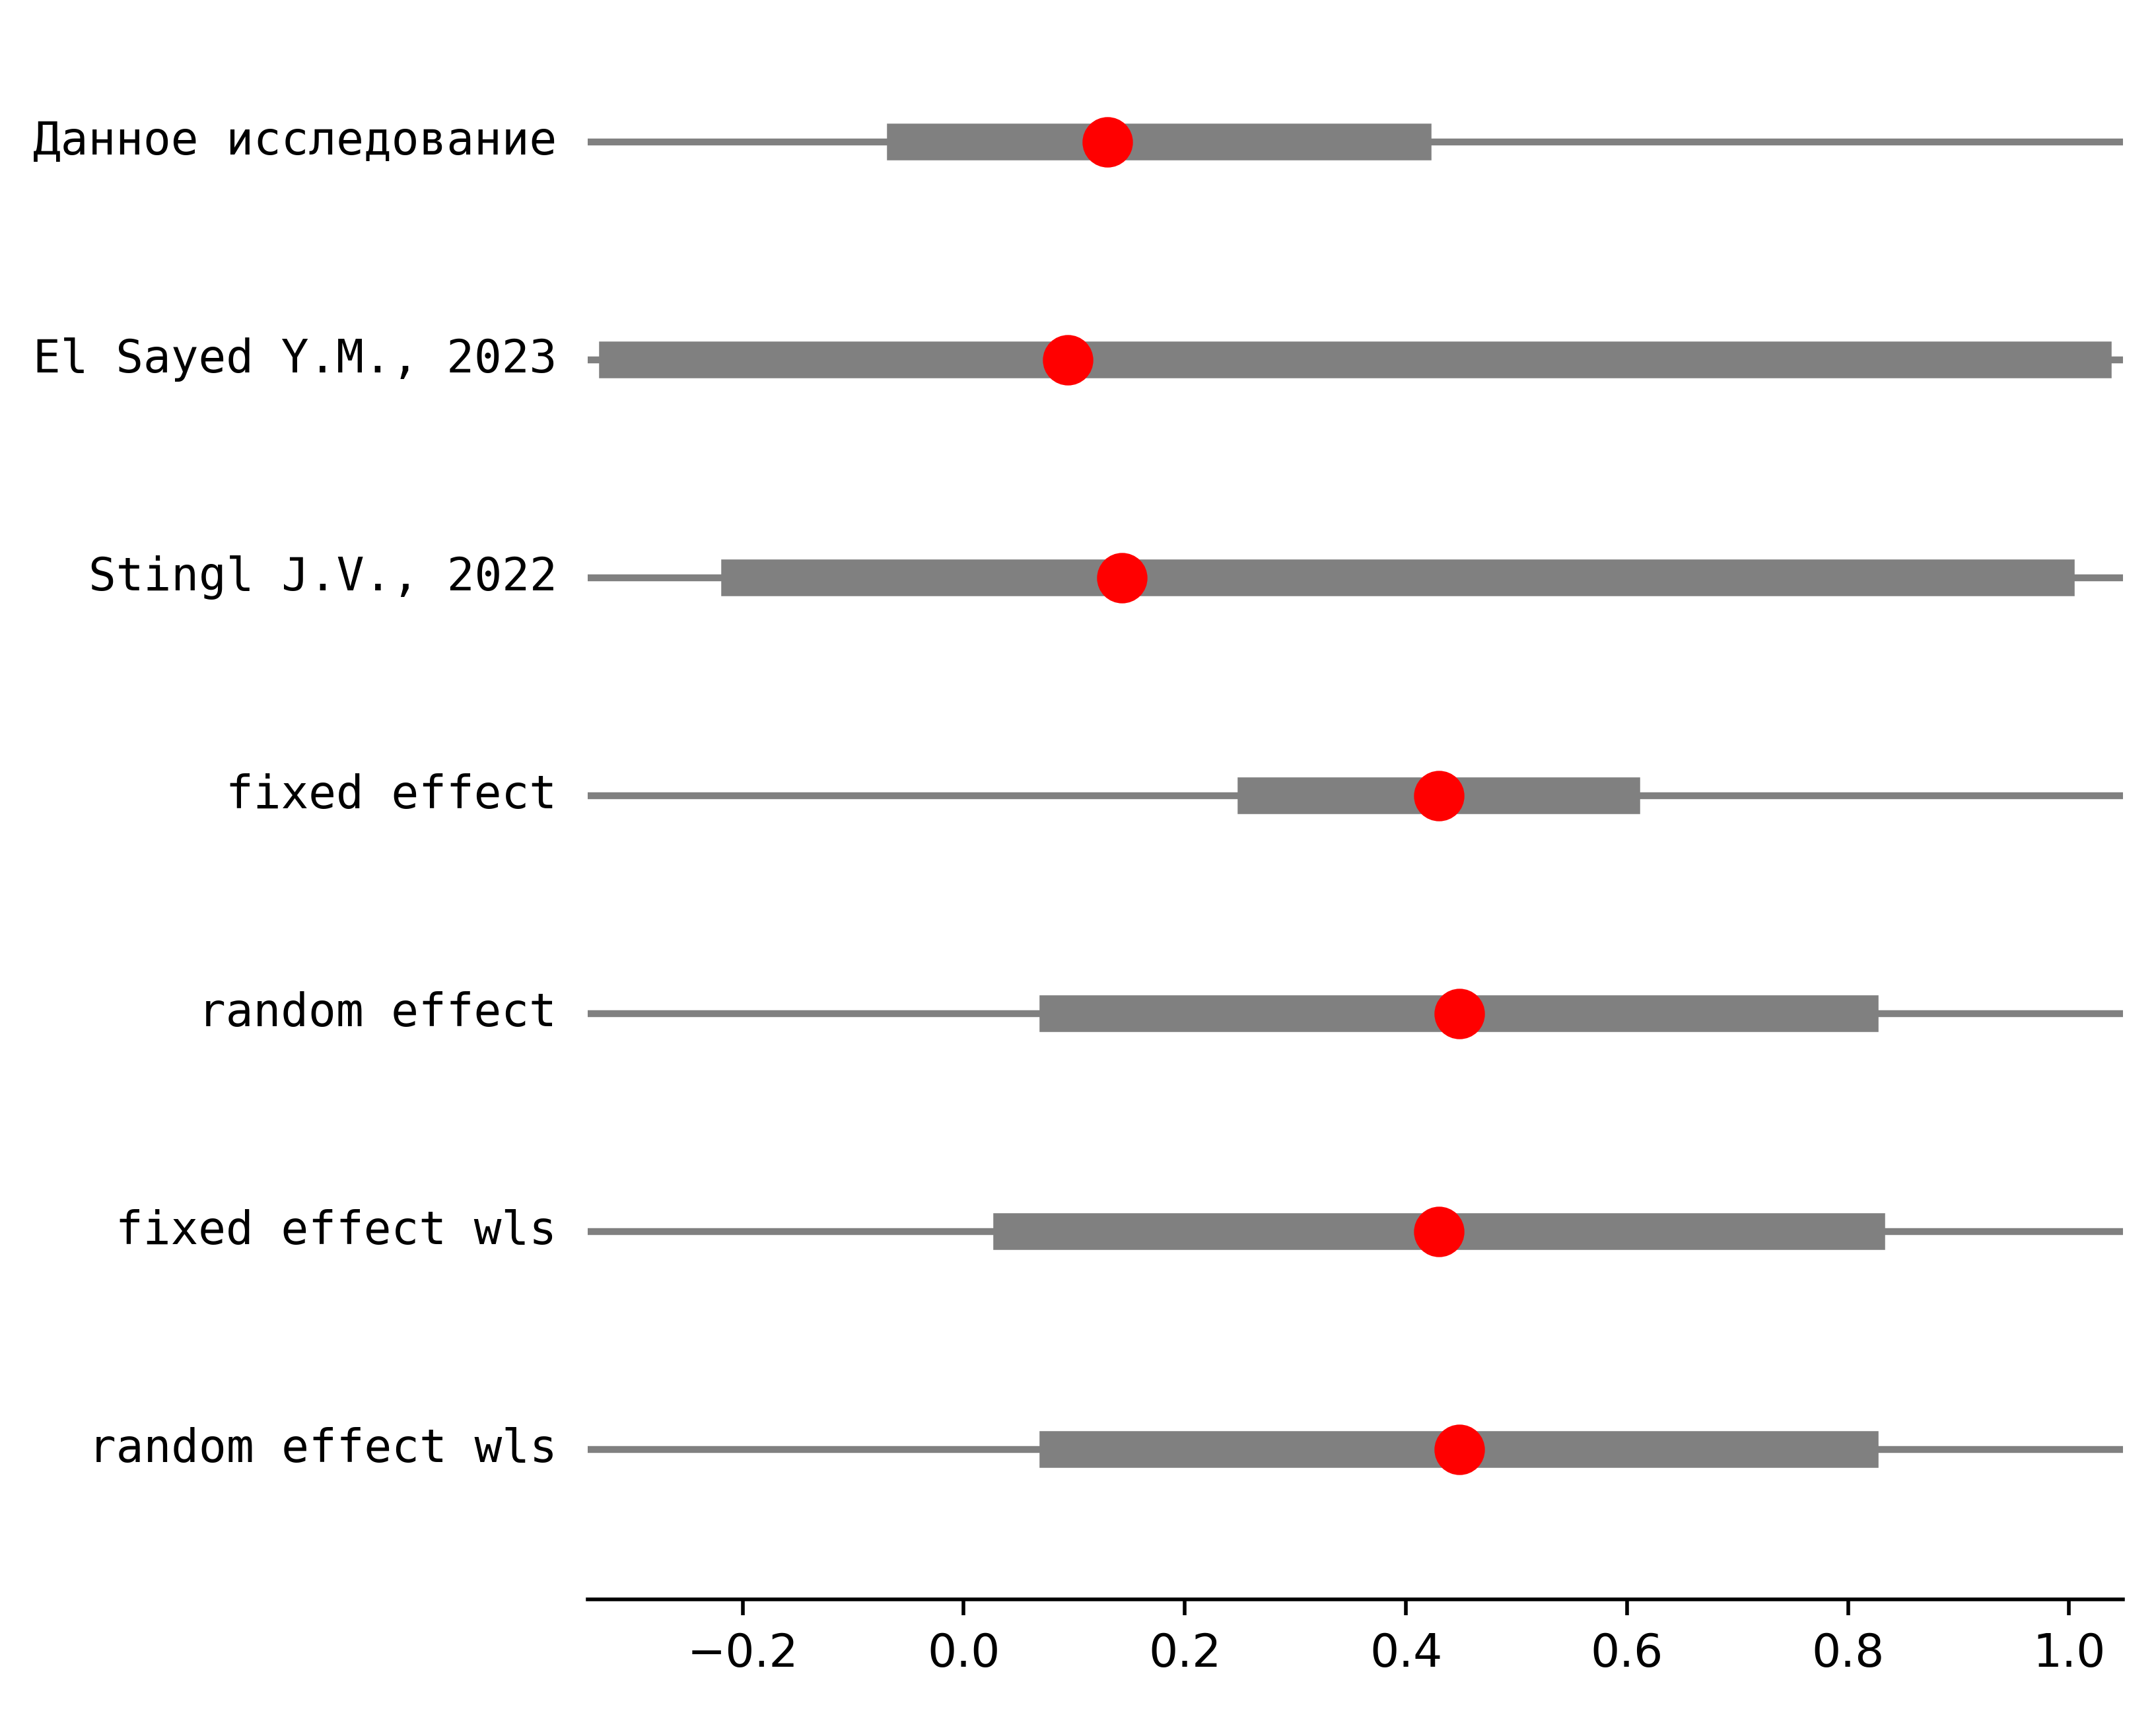 Данное исследование
El Sayed Y.M., 2023
Stingl J.V., 2022
fixed effect
random effect
fixed effect wls
random effect wls
−0.2 0.0 0.2 0.4 0.6 0.8 1.0